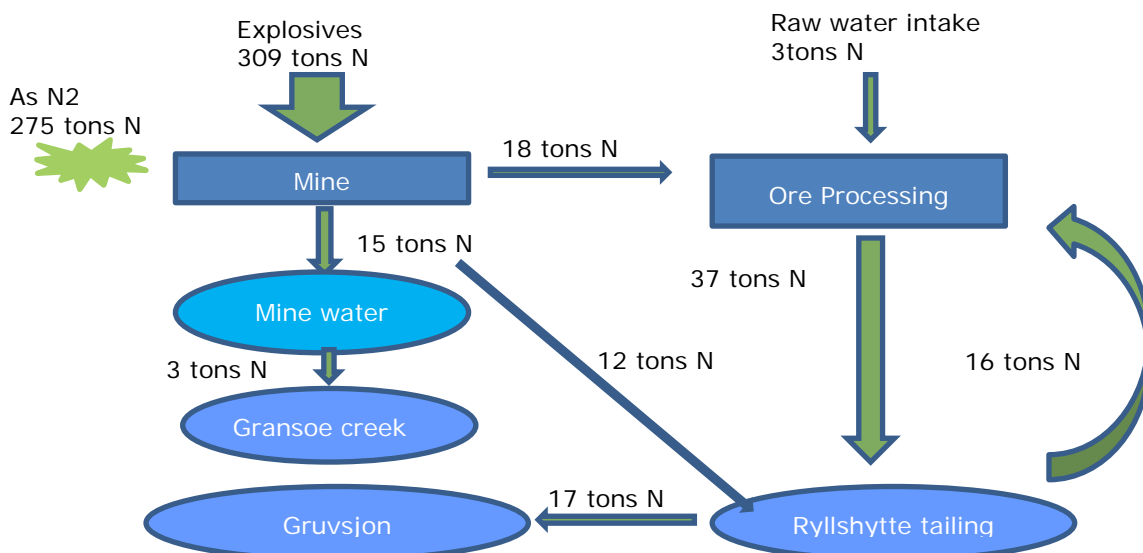 Explosives
309 tons N
Raw water intake
3tons N
As N2
275 tons N
18 tons N
Mine
Ore Processing
15 tons N
37 tons N
Mine water
3 tons N
12 tons N
16 tons N
Gransoe creek
17 tons N
Gruvsjon
Ryllshytte tailing